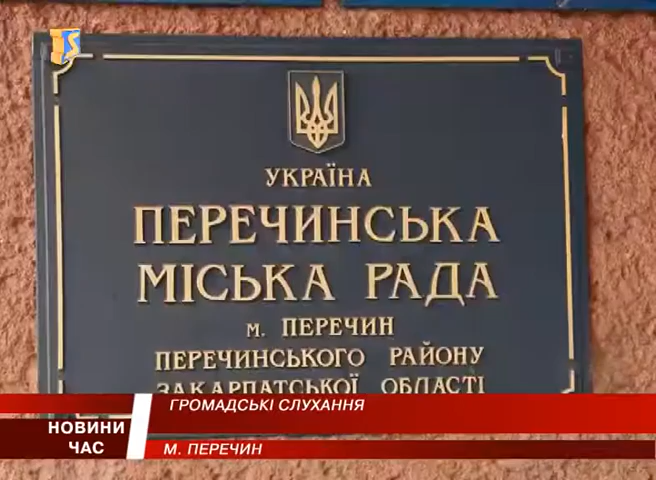 УКРАЇНА
ПЕРЕЧИНСЬКА
МІСЬКА РАДА
м. ПЕРЕЧИН
ПЕРЕЧИНСЬКОГО РАЙОНУ
ЗАКАРПАТСЬКОЇ ОБЛАСТІ
ГРОМАДСЬКІ СЛУХАННЯ
НОВИНИ
ЧАС
М. ПЕРЕЧИН